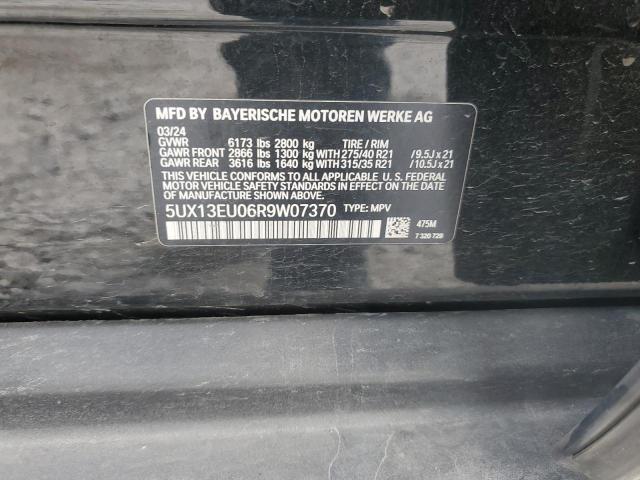 MFD BY BAYERISCHE MOTOREN WERKE AG
03/24
GVWR 6173 lbs 2800 kg TIRE / RIM
GAWR FRONT 2866 lbs 1300 kg WITH 275/40 R21 /9.5J x 21
GAWR REAR 3616 lbs 1640 kg WITH 315/35 R21 /10.5J x 21
THIS VEHICLE CONFORMS TO ALL APPLICABLE U. S. FEDERAL
MOTOR VEHICLE SAFETY STANDARDS IN EFFECT ON THE DATE OF
MANUFACTURE SHOWN ABOVE.
5UX13EU06R9W07370 TYPE: MPV
475M
7 320 720